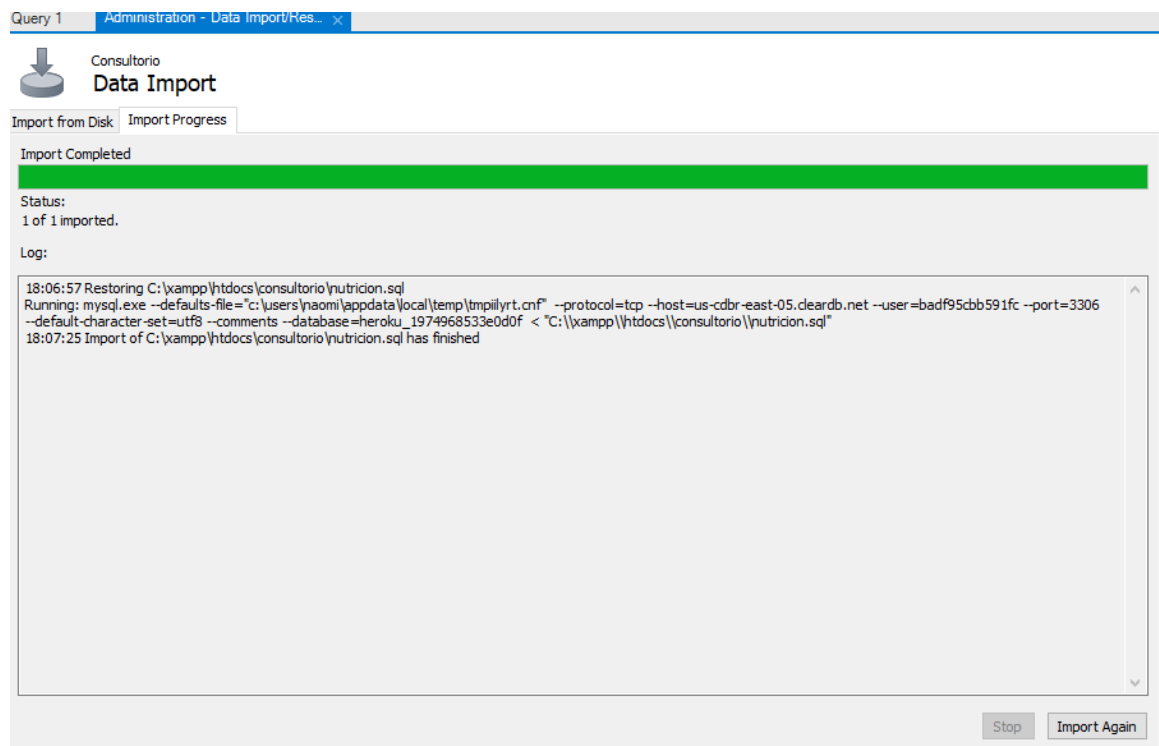 Query 1 Administration - Data Import/Res...
Consultorio
Data Import
Import from Disk Import Progress
Import Completed
Status:
1 of 1 imported.
Log:
18:06:57 Restoring C:\xampp\htdocs\consultorio\nutricion.sql
Running: mysql.exe --defaults-file="c:\users\naomi\appdata\local\temp\tmpiilyrt.cnf" --protocol=tcp --host=us-cdbr-east-05.cleardb.net --user=badf95cbb591fc --port=3306
--default-character-set=utf8 --comments --database=heroku_1974968533e0d0f < "C:\\xampp\\htdocs\\consultorio\\nutricion.sql"
18:07:25 Import of C:\xampp\htdocs\consultorio\nutricion.sql has finished
Stop Import Again